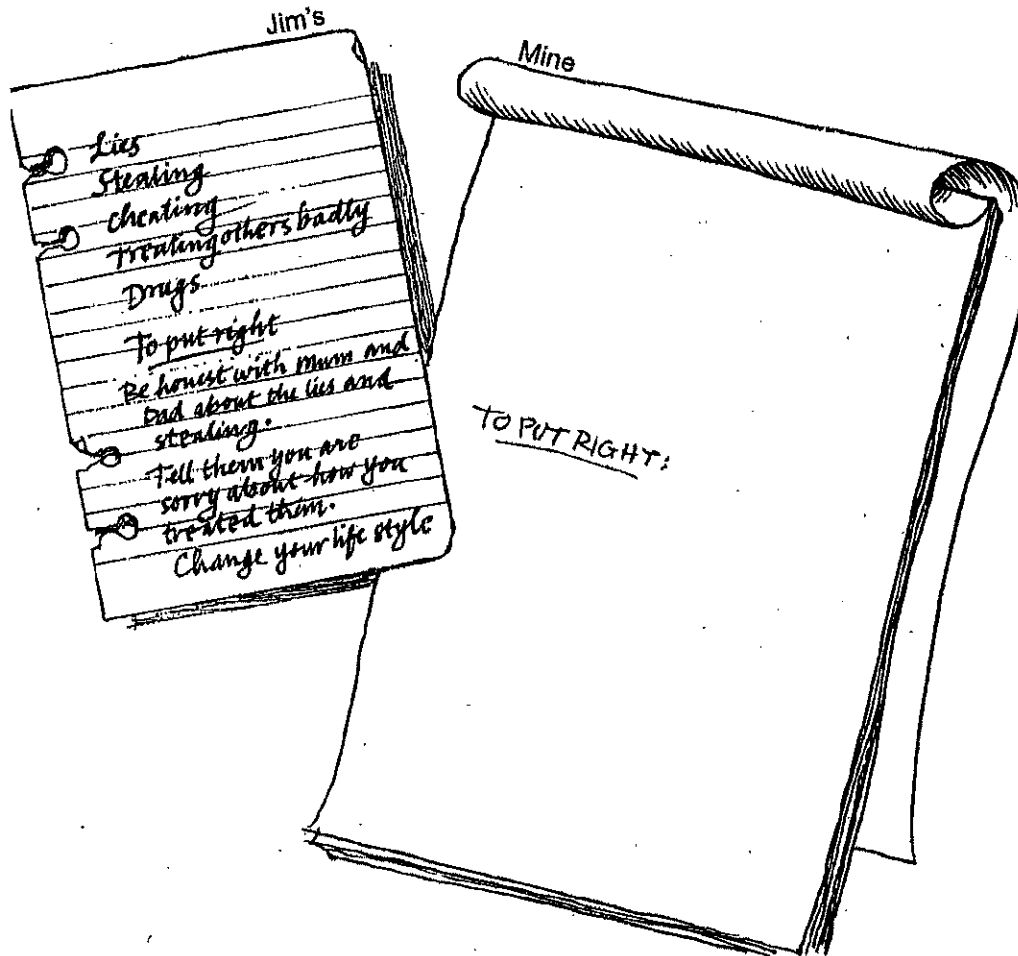 Jim's
Lies
Stealing
Cheating
Treating others badly
Drugs
To put right
Be honest with Mum and
Dad about the lies and
stealing.
Tell them you are
sorry about how you
treated them.
Change your life style
Mine
TO PUT RIGHT: